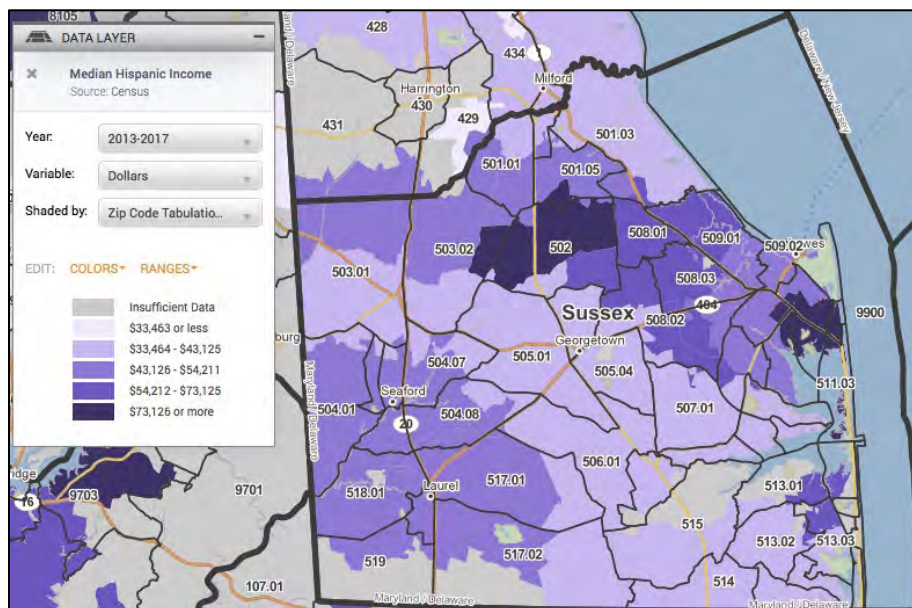 DATA LAYER
Median Hispanic Income
Source: Census
Year: 2013-2017
Variable: Dollars
Shaded by: Zip Code Tabulatio...
EDIT: COLORS RANGES
Insufficient Data
$33,463 or less
$33,464 - $43,125
$43,126 - $54,211
$54,212 - $73,125
$73,126 or more
8105
428
434
1
Milford
Harrington
430
431
429
Delaware / New Jersey
501.03
501.01
501.05
502
503.02
508.01
509.01
509.02
503.01
508.03
404
9900
Sussex
508.02
Georgetown
505.01
505.04
504.07
511.03
Seaford
504.01
504.08
507.01
20
Maryland / Delaware
506.01
517.01
518.01
Laurel
513.01
515
9701
9703
16
519
517.02
513.02
513.03
514
107.01
Maryland / Delaware
Maryland / Delaware